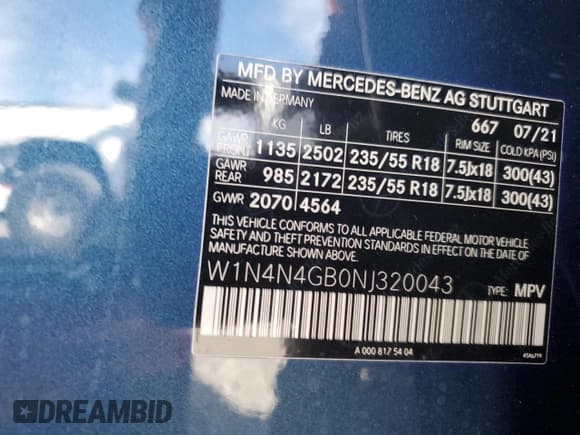 MFD BY MERCEDES-BENZ AG STUTTGART
MADE IN GERMANY 667 07/21
KG LB TIRES RIM SIZE COLD KPA (PSI)
GAWR FRONT 1135 2502 235/55 R18 7.5Jx18 300(43)
GAWR REAR 985 2172 235/55 R18 7.5Jx18 300(43)
GVWR 2070 4564
THIS VEHICLE CONFORMS TO ALL APPLICABLE FEDERAL MOTOR VEHICLE
SAFETY AND THEFT PREVENTION STANDARDS IN EFFECT ON THE DATE
OF MANUFACTURE SHOWN ABOVE.
W1N4N4GB0NJ320043 TYPE: MPV
A 000 817 54 04
DREAMBID